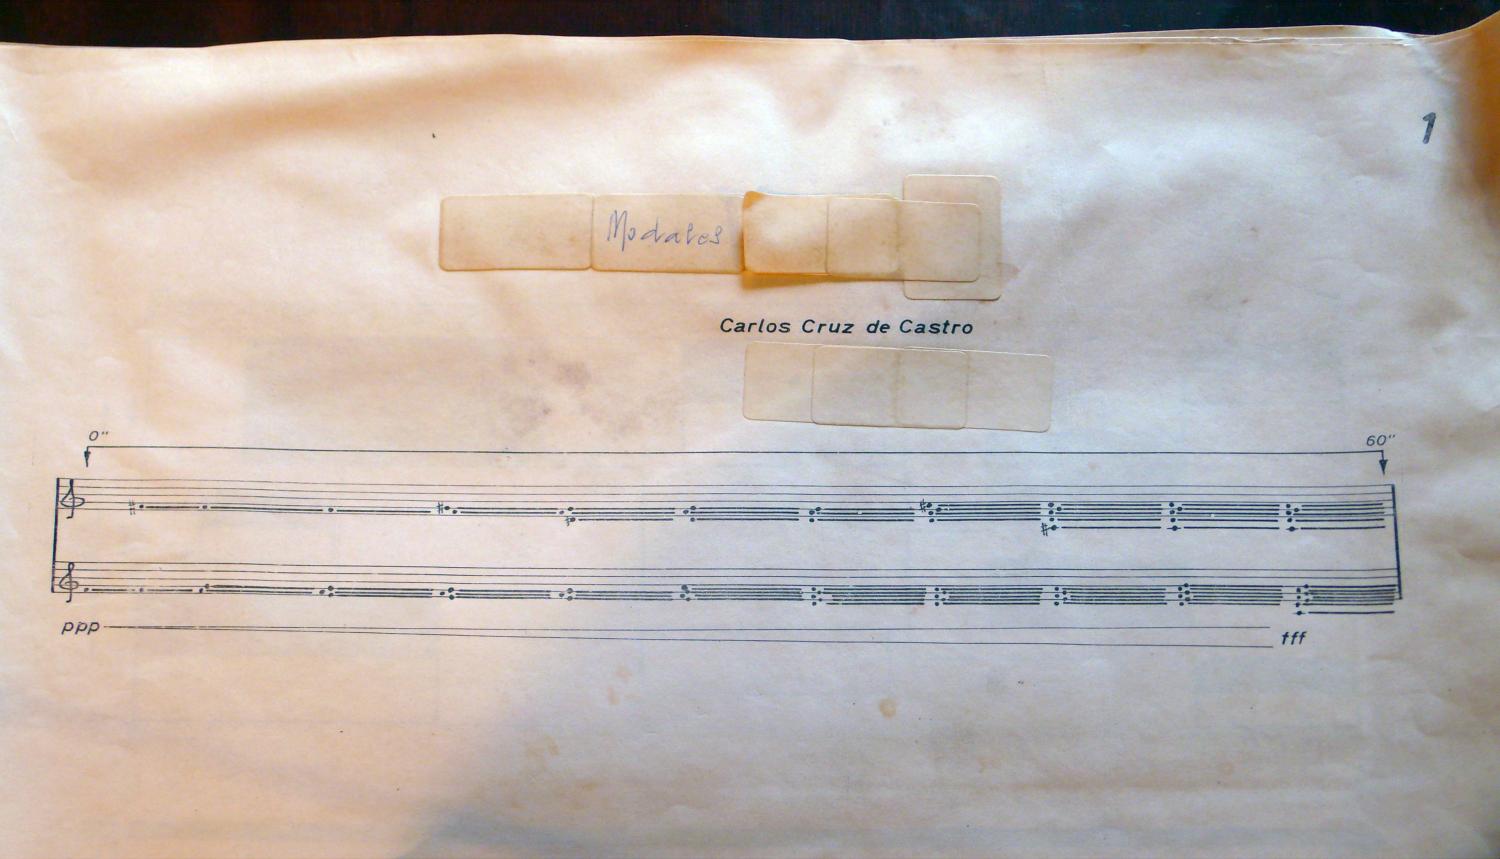 1
Modales
Carlos Cruz de Castro
0" 60"
ppp fff